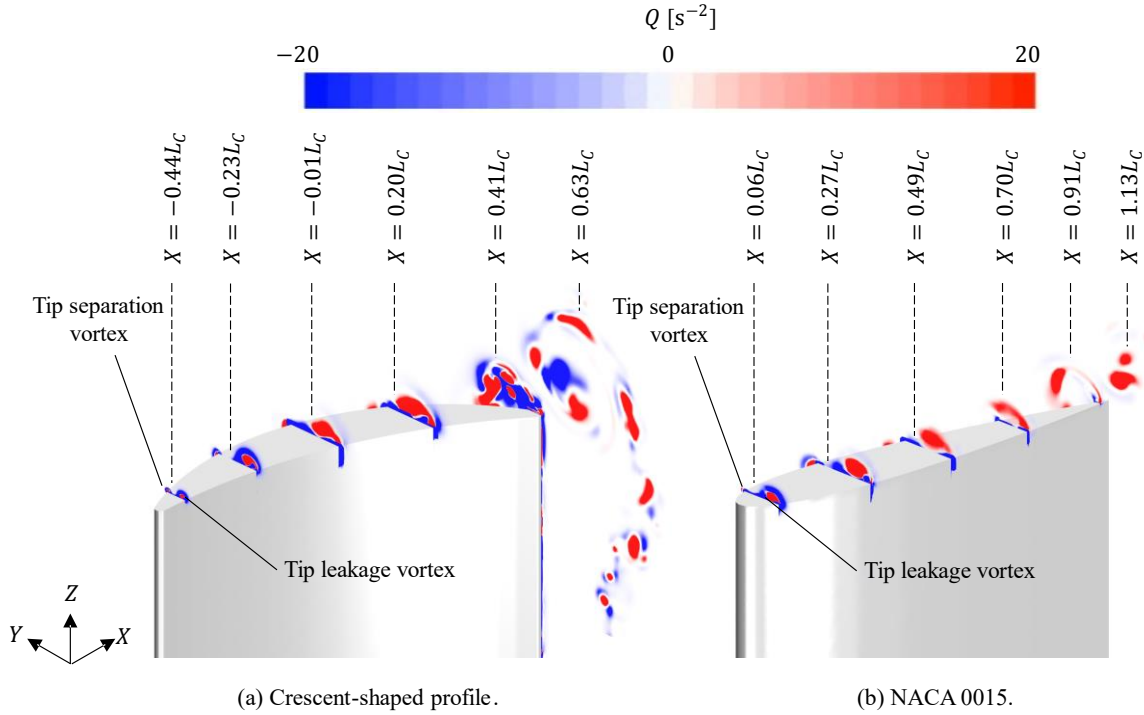 Q [s⁻²]
−20
0
20
X = −0.44L_C
X = −0.23L_C
X = −0.01L_C
X = 0.20L_C
X = 0.41L_C
X = 0.63L_C
X = 0.06L_C
X = 0.27L_C
X = 0.49L_C
X = 0.70L_C
X = 0.91L_C
X = 1.13L_C
Tip separation
vortex
Tip separation
vortex
Tip leakage vortex
Tip leakage vortex
Z
Y
X
(a) Crescent-shaped profile.
(b) NACA 0015.